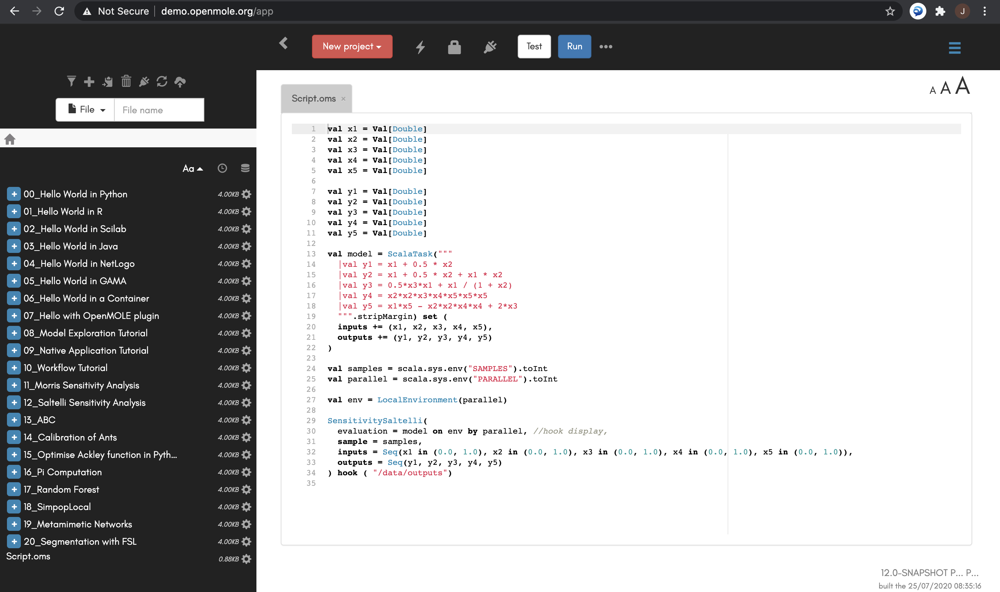 Not Secure | demo.openmole.org/app
J
New project
Test
Run
File
File name
Aa
00_Hello World in Python 4.00KB
01_Hello World in R 4.00KB
02_Hello World in Scilab 4.00KB
03_Hello World in Java 4.00KB
04_Hello World in NetLogo 4.00KB
05_Hello World in GAMA 4.00KB
06_Hello World in a Container 4.00KB
07_Hello with OpenMOLE plugin 4.00KB
08_Model Exploration Tutorial 4.00KB
09_Native Application Tutorial 4.00KB
10_Workflow Tutorial 4.00KB
11_Morris Sensitivity Analysis 4.00KB
12_Saltelli Sensitivity Analysis 4.00KB
13_ABC 4.00KB
14_Calibration of Ants 4.00KB
15_Optimise Ackley function in Pyth... 4.00KB
16_Pi Computation 4.00KB
17_Random Forest 4.00KB
18_SimpopLocal 4.00KB
19_Metamimetic Networks 4.00KB
20_Segmentation with FSL 4.00KB
Script.oms 0.88KB
Script.oms ×
A A A
1 val x1 = Val[Double]
2 val x2 = Val[Double]
3 val x3 = Val[Double]
4 val x4 = Val[Double]
5 val x5 = Val[Double]
6
7 val y1 = Val[Double]
8 val y2 = Val[Double]
9 val y3 = Val[Double]
10 val y4 = Val[Double]
11 val y5 = Val[Double]
12
13 val model = ScalaTask("""
14   |val y1 = x1 + 0.5 * x2
15   |val y2 = x1 + 0.5 * x2 + x1 * x2
16   |val y3 = 0.5*x3*x1 + x1 / (1 + x2)
17   |val y4 = x2*x2*x3*x4*x5*x5*x5
18   |val y5 = x1*x5 - x2*x2*x4*x4 + 2*x3
19   """.stripMargin) set (
20   inputs += (x1, x2, x3, x4, x5),
21   outputs += (y1, y2, y3, y4, y5)
22 )
23
24 val samples = scala.sys.env("SAMPLES").toInt
25 val parallel = scala.sys.env("PARALLEL").toInt
26
27 val env = LocalEnvironment(parallel)
28
29 SensitivitySaltelli(
30   evaluation = model on env by parallel, //hook display,
31   sample = samples,
32   inputs = Seq(x1 in (0.0, 1.0), x2 in (0.0, 1.0), x3 in (0.0, 1.0), x4 in (0.0, 1.0), x5 in (0.0, 1.0)),
33   outputs = Seq(y1, y2, y3, y4, y5)
34 ) hook ( "/data/outputs")
35
12.0-SNAPSHOT P... P...
built the 25/07/2020 08:35:16